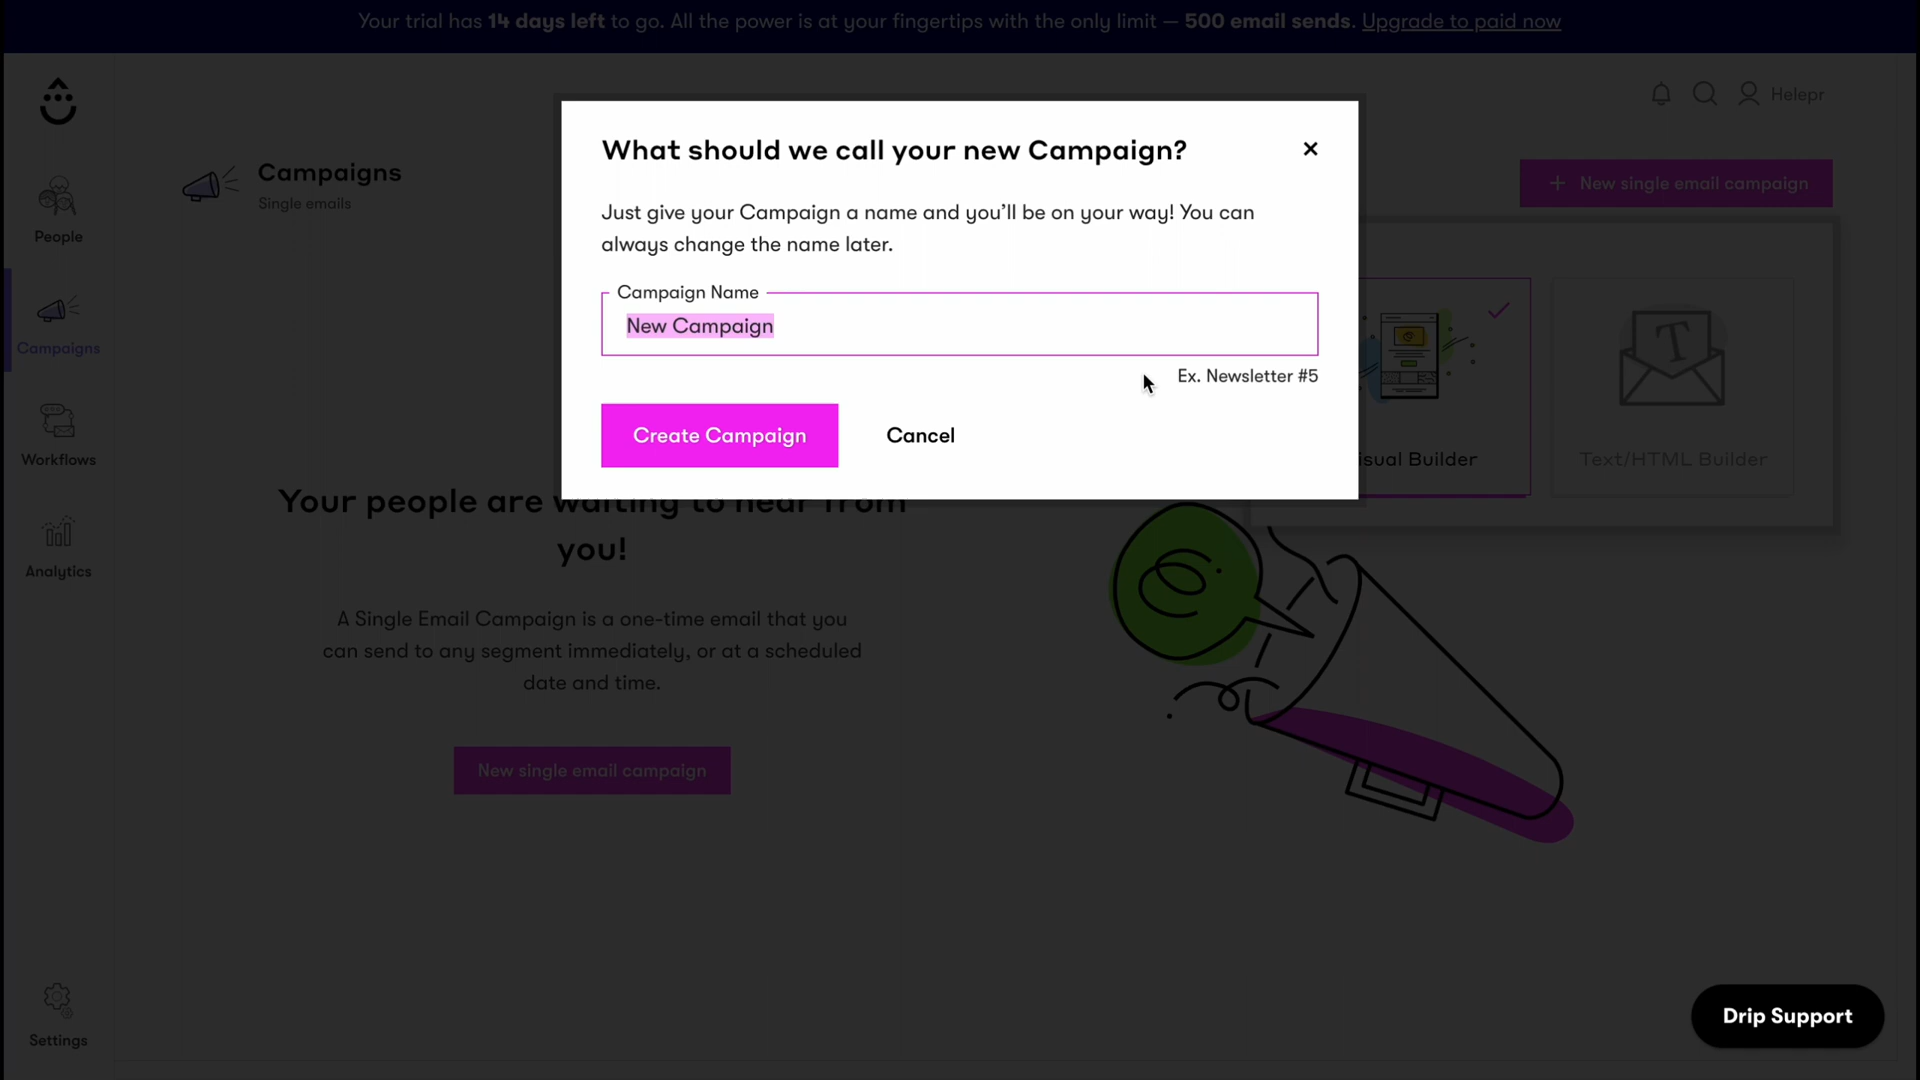 Your trial has 14 days left to go. All the power is at your fingertips with the only limit — 500 email sends. Upgrade to paid now
Helepr
Campaigns
Single emails
+ New single email campaign
People
Campaigns
Workflows
Analytics
Settings
What should we call your new Campaign?
Just give your Campaign a name and you'll be on your way! You can
always change the name later.
Campaign Name
New Campaign
Ex. Newsletter #5
Create Campaign
Cancel
isual Builder
Text/HTML Builder
Your people are waiting to hear from
you!
A Single Email Campaign is a one-time email that you
can send to any segment immediately, or at a scheduled
date and time.
New single email campaign
Drip Support